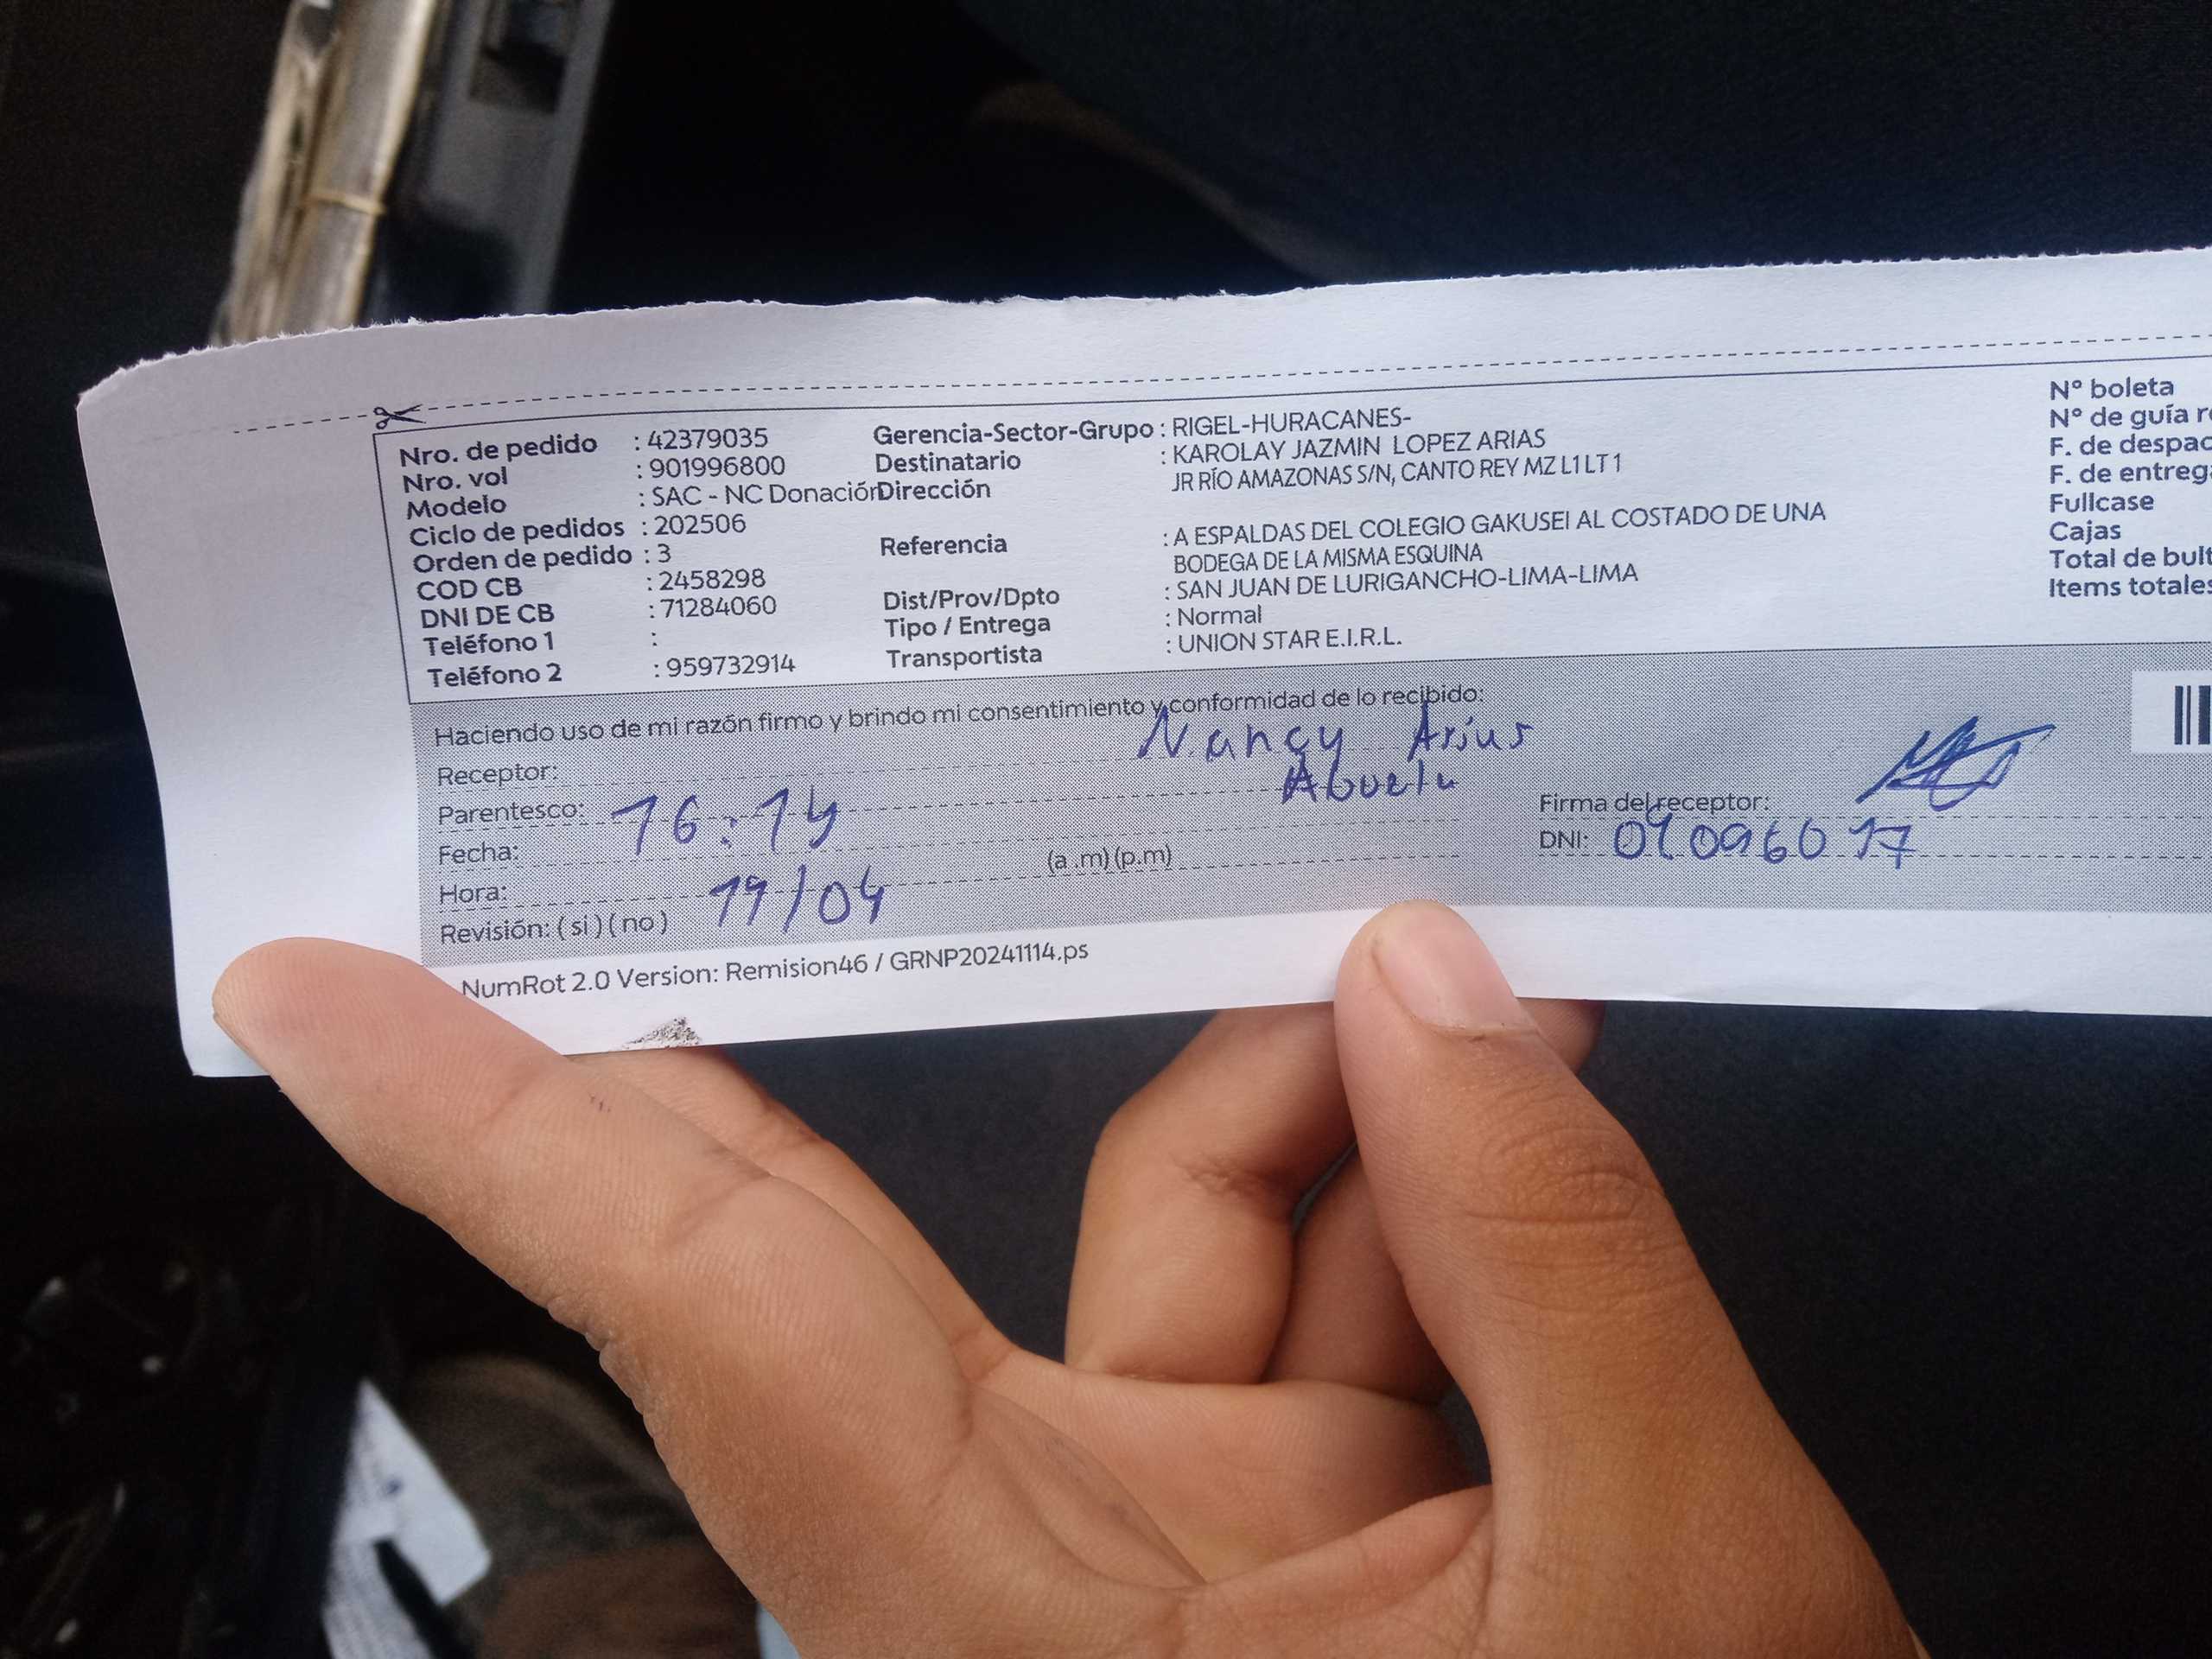 Nro. de pedido : 42379035
Nro. vol : 901996800
Modelo : SAC - NC Donación
Ciclo de pedidos : 202506
Orden de pedido : 3
COD CB : 2458298
DNI DE CB : 71284060
Teléfono 1 :
Teléfono 2 : 959732914
Gerencia-Sector-Grupo : RIGEL-HURACANES-
Destinatario : KAROLAY JAZMIN LOPEZ ARIAS
Dirección JR RÍO AMAZONAS S/N, CANTO REY MZ L1 LT 1
Referencia : A ESPALDAS DEL COLEGIO GAKUSEI AL COSTADO DE UNA
BODEGA DE LA MISMA ESQUINA
Dist/Prov/Dpto : SAN JUAN DE LURIGANCHO-LIMA-LIMA
Tipo / Entrega : Normal
Transportista : UNION STAR E.I.R.L.
N° boleta
N° de guía r
F. de despac
F. de entreg
Fullcase
Cajas
Total de bult
Items totales
Haciendo uso de mi razón firmo y brindo mi consentimiento y conformidad de lo recibido:
Receptor: Nancy Arias
Parentesco: Abuela
Fecha: 16:14
Hora: (a .m) (p.m)
Revisión: ( si ) ( no ) 19/04
Firma del receptor:
DNI:
NumRot 2.0 Version: Remision46 / GRNP20241114.ps